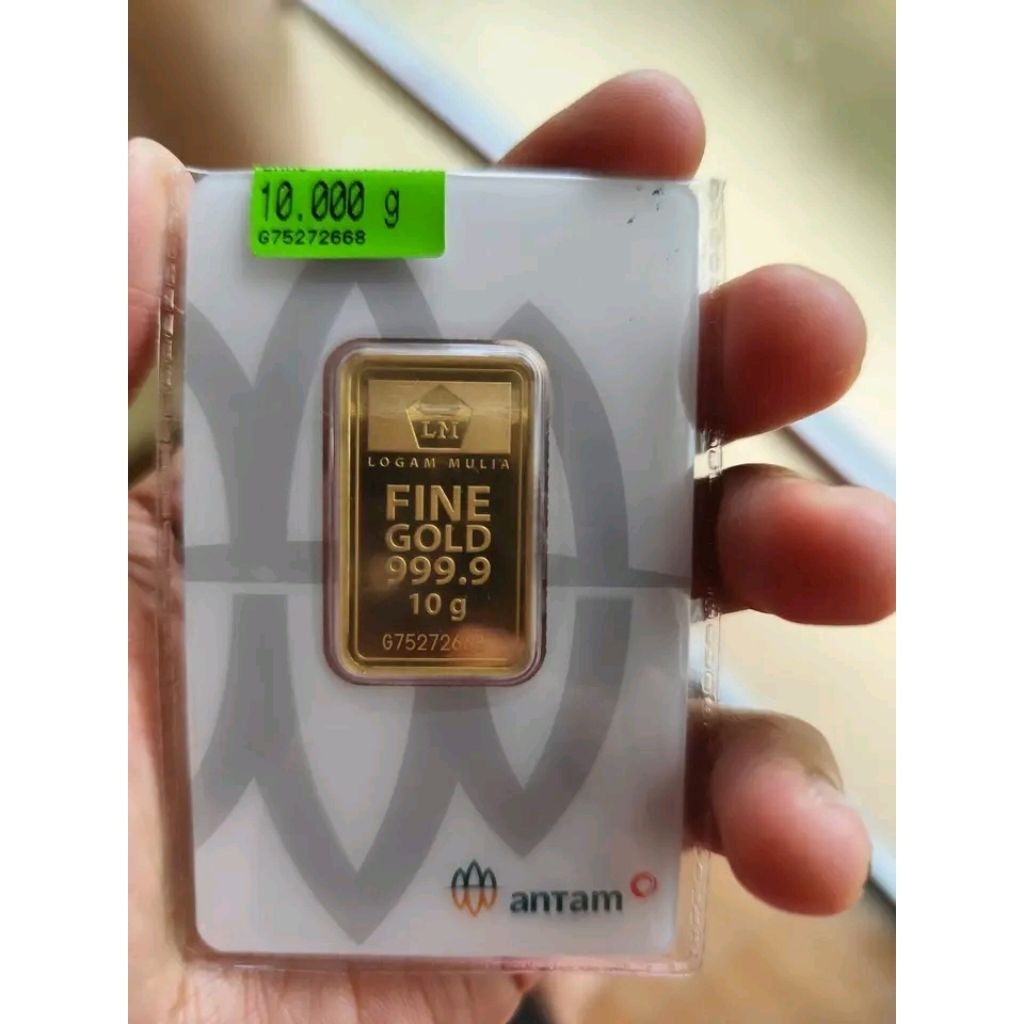 10.000 g
G75272668
LM
LOGAM MULIA
FINE
GOLD
999.9
10 g
antam